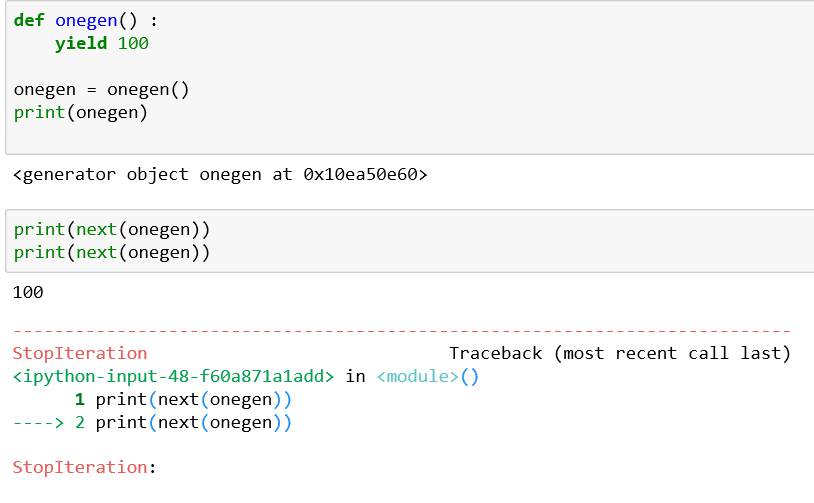 def onegen() :
    yield 100
onegen = onegen()
print(onegen)
<generator object onegen at 0x10ea50e60>
print(next(onegen))
print(next(onegen))
100
---------------------------------------------------------------------------
StopIteration                             Traceback (most recent call last)
<ipython-input-48-f60a871a1add> in <module>()
      1 print(next(onegen))
----> 2 print(next(onegen))
StopIteration: